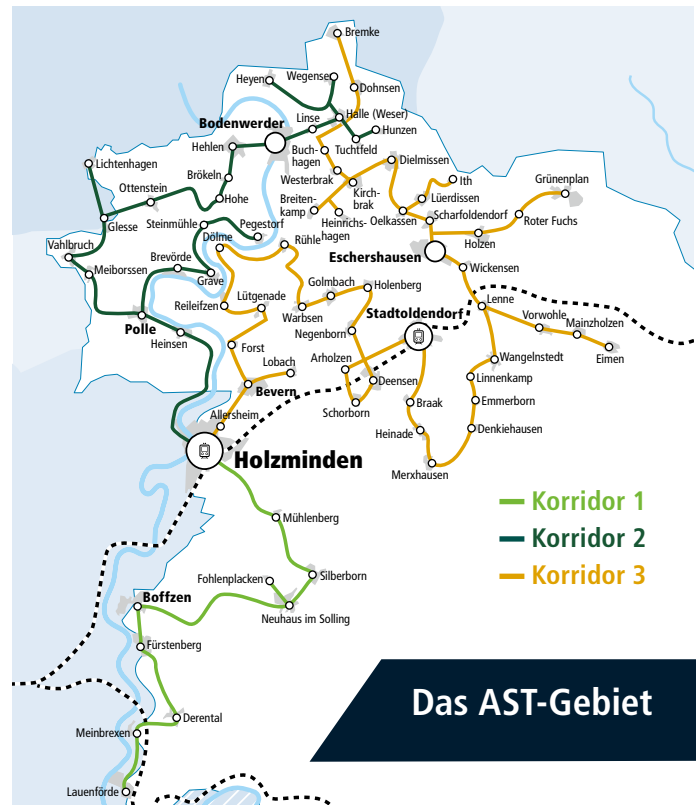 Bremke
Heyen
Wegensen
Dohnsen
Bodenwerder
Linse
Halle (Weser)
Hunzen
Hehlen
Buch-
hagen
Tuchtfeld
Dielmissen
Lichtenhagen
Brökeln
Westerbrak
Kirch-
brak
Ith
Grünenplan
Ottenstein
Hohe
Breiten-
kamp
Lüerdissen
Glesse
Steinmühle
Pegestorf
Heinrichs-
hagen
Oelkassen
Scharfoldendorf
Roter Fuchs
Dölme
Rühle
Holzen
Vahlbruch
Brevörde
Eschershausen
Meiborssen
Grave
Golmbach
Holenberg
Wickensen
Reileifzen
Lütgenade
Warbsen
Stadtoldendorf
Lenne
Polle
Heinsen
Negenborn
Vorwohle
Mainzholzen
Forst
Lobach
Arholzen
Wangelnstedt
Eimen
Bevern
Deensen
Linnenkamp
Schorborn
Braak
Emmerborn
Allersheim
Heinade
Denkiehausen
Holzminden
Merxhausen
Korridor 1
Mühlenberg
Korridor 2
Fohlenplacken
Silberborn
Korridor 3
Boffzen
Neuhaus im Solling
Fürstenberg
Das AST-Gebiet
Derental
Meinbrexen
Lauenförde